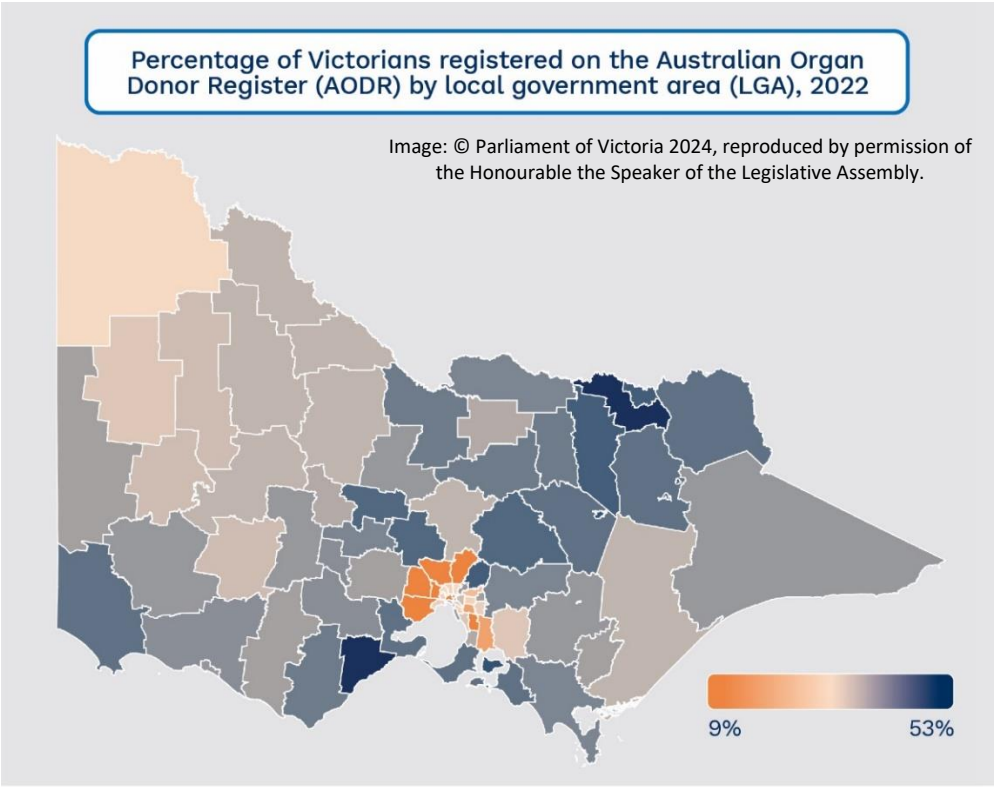 Percentage of Victorians registered on the Australian Organ
Donor Register (AODR) by local government area (LGA), 2022
Image: © Parliament of Victoria 2024, reproduced by permission of
the Honourable the Speaker of the Legislative Assembly.
9% 53%